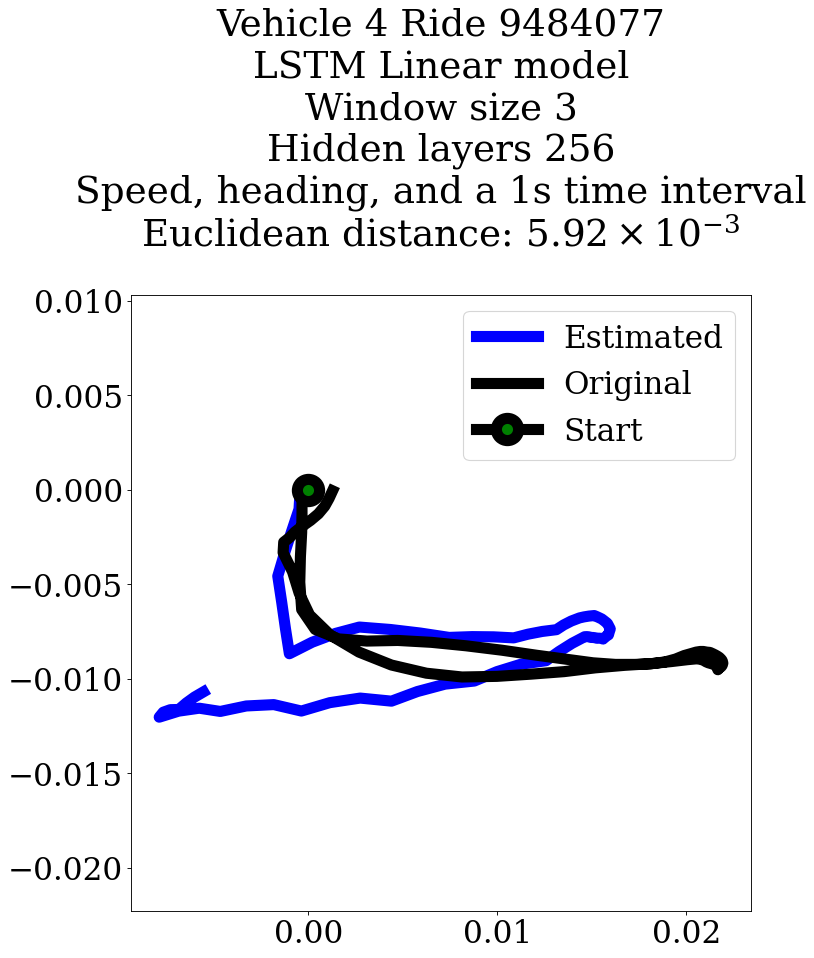 Vehicle 4 Ride 9484077
LSTM Linear model
Window size 3
Hidden layers 256
Speed, heading, and a 1s time interval
Euclidean distance: 5.92 × 10⁻³
0.010
0.005
0.000
−0.005
−0.010
−0.015
−0.020
Estimated
Original
Start
0.00 0.01 0.02